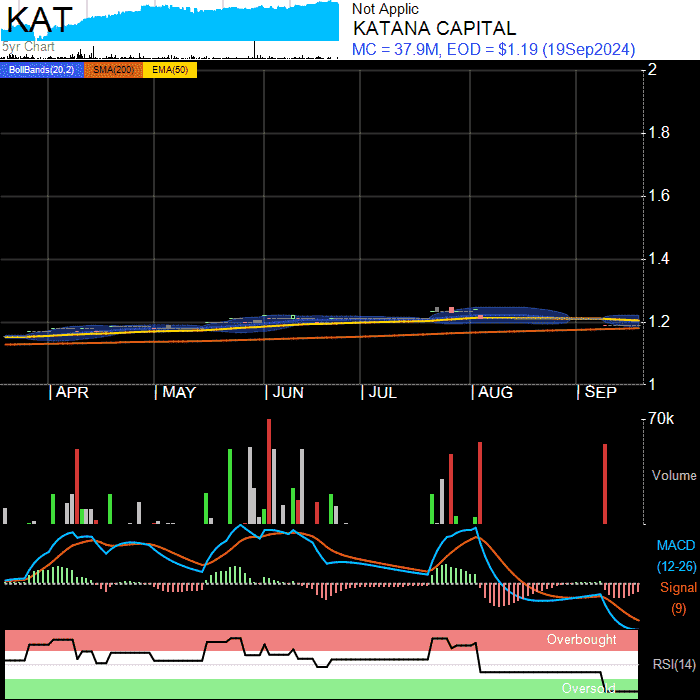 KAT
5yr Chart
Not Applic
KATANA CAPITAL
MC = 37.9M, EOD = $1.19 (19Sep2024)
BollBands(20,2) SMA(200) EMA(50)
2
1.8
1.6
1.4
1.2
1
APR MAY JUN JUL AUG SEP
70k
Volume
MACD
(12-26)
Signal
(9)
Overbought
RSI(14)
Oversold